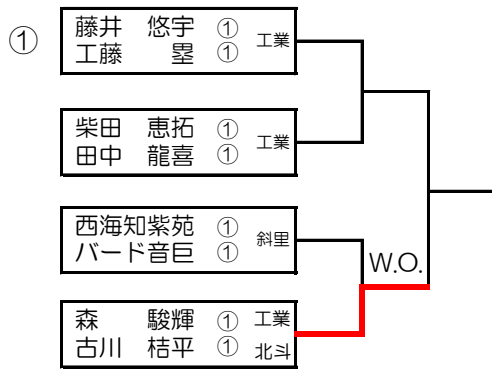 ① 藤井 悠宇 ① 工業
工藤 塁 ①
柴田 恵拓 ① 工業
田中 龍喜 ①
西海知紫苑 ① 斜里
バード音巨 ①
W.O.
森 駿輝 ① 工業
古川 桔平 ① 北斗